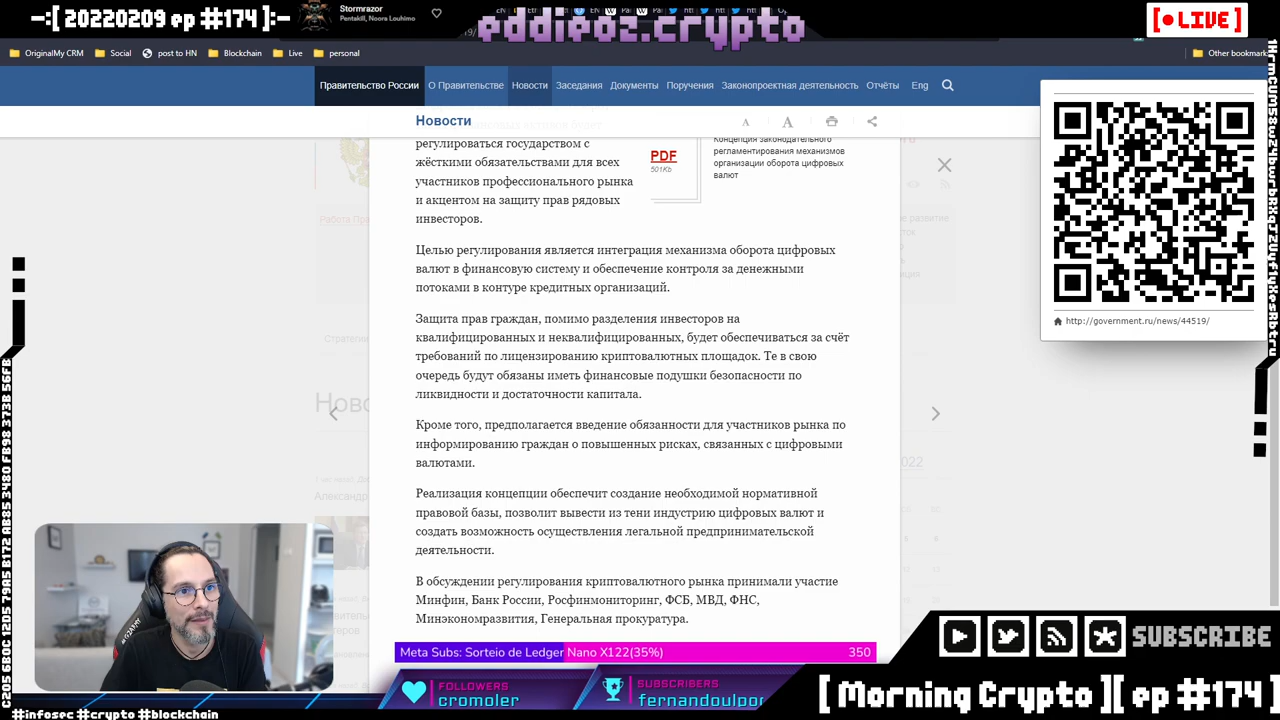 -:[ 20220209 ep #174 ]:-
Stormrazor
Pentakill, Noora Louhimo
eddieoz.crypto
[•LIVE]
OriginalMy CRM
Social
post to HN
Blockchain
Live
personal
Other bookmark
Правительство России
О Правительстве
Новости
Заседания
Документы
Поручения
Законопроектная деятельность
Отчёты
Eng
Новости
A
A
регулироваться государством с
жёсткими обязательствами для всех
участников профессионального рынка
и акцентом на защиту прав рядовых
инвесторов.
PDF
501Kb
Концепция законодательного
регламентирования механизмов
организации оборота цифровых
валют
Целью регулирования является интеграция механизма оборота цифровых
валют в финансовую систему и обеспечение контроля за денежными
потоками в контуре кредитных организаций.
Защита прав граждан, помимо разделения инвесторов на
квалифицированных и неквалифицированных, будет обеспечиваться за счёт
требований по лицензированию криптовалютных площадок. Те в свою
очередь будут обязаны иметь финансовые подушки безопасности по
ликвидности и достаточности капитала.
Кроме того, предполагается введение обязанности для участников рынка по
информированию граждан о повышенных рисках, связанных с цифровыми
валютами.
Реализация концепции обеспечит создание необходимой нормативной
правовой базы, позволит вывести из тени индустрию цифровых валют и
создать возможность осуществления легальной предпринимательской
деятельности.
В обсуждении регулирования криптовалютного рынка принимали участие
Минфин, Банк России, Росфинмониторинг, ФСБ, МВД, ФНС,
Минэкономразвития, Генеральная прокуратура.
http://government.ru/news/44519/
Meta Subs: Sorteio de Ledger Nano X
122(35%)
350
FOLLOWERS
cromoler
SUBSCRIBERS
SUBSCRIBE
[ Morning Crypto ][ ep #174 ]
#infosec #crypto #blockchain